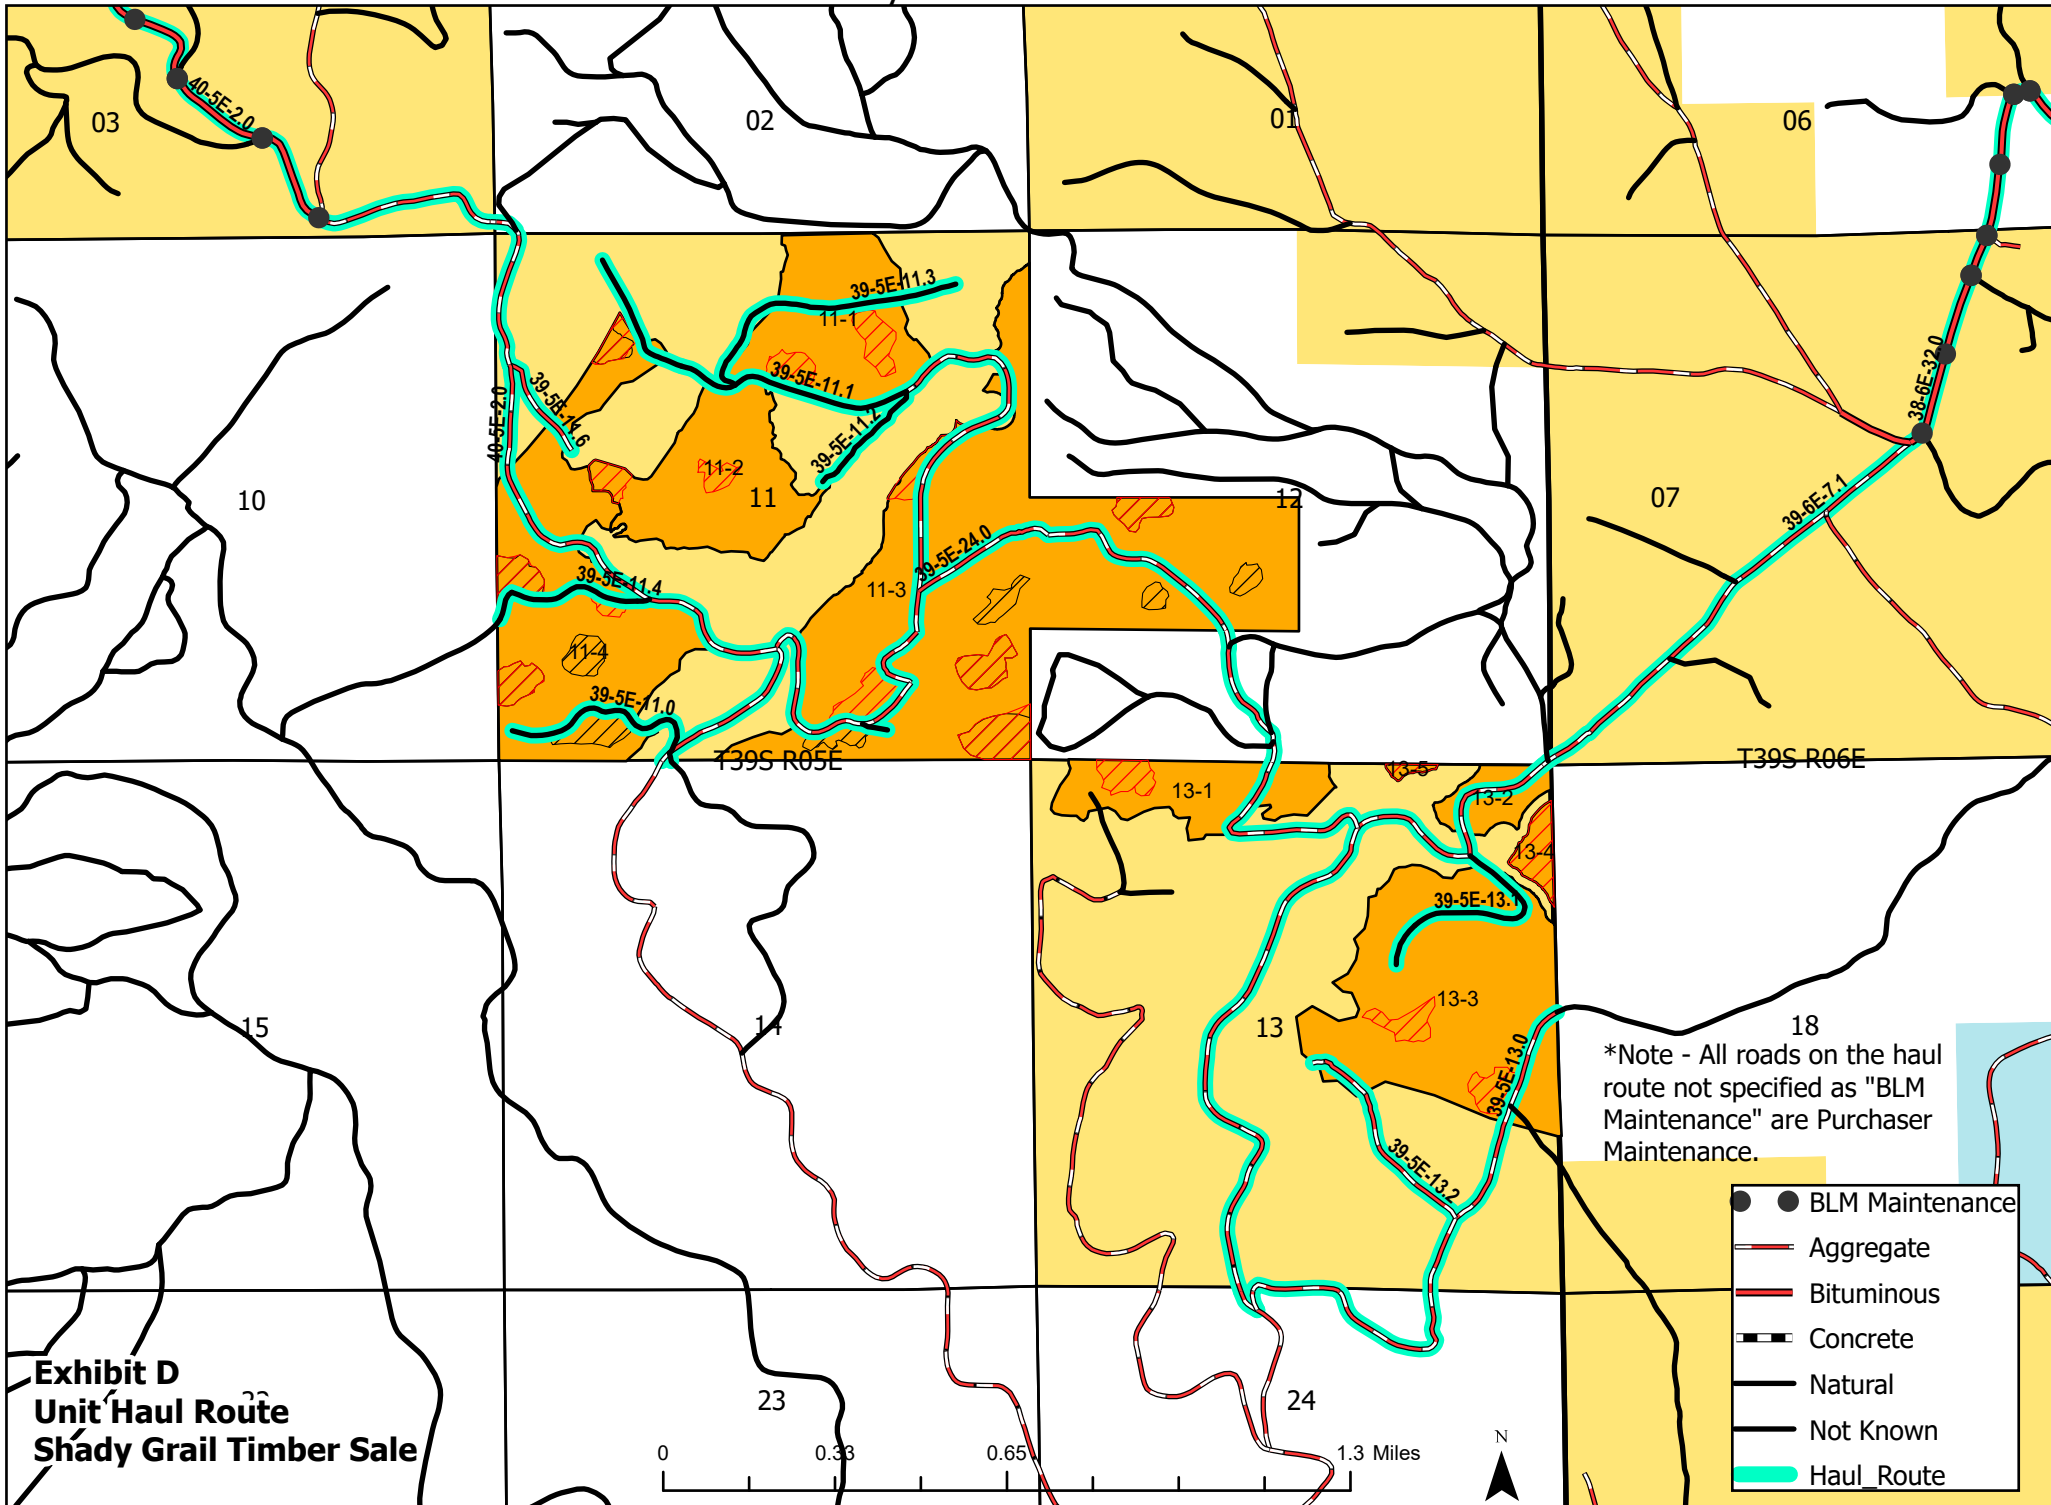 40-5E-2.0
03
02
01
06
39-5E-11.3
11-1
39-5E-11.1
39-5E-11.2
39-5E-11.6
40-5E-2.0
38-6E-32.0
11-2
11
10
12
07
39-6E-7.1
39-5E-24.0
11-3
39-5E-11.4
11-4
39-5E-11.0
T39S R05E
T39S R06E
13-1
13-5
13-2
13-4
39-5E-13.1
13-3
15
14
13
18
39-5E-13.0
39-5E-13.2
*Note - All roads on the haul
route not specified as "BLM
Maintenance" are Purchaser
Maintenance.
BLM Maintenance
Aggregate
Bituminous
Concrete
Natural
Not Known
Haul_Route
Exhibit D
Unit Haul Route
Shady Grail Timber Sale
23
24
0 0.33 0.65 1.3 Miles
N